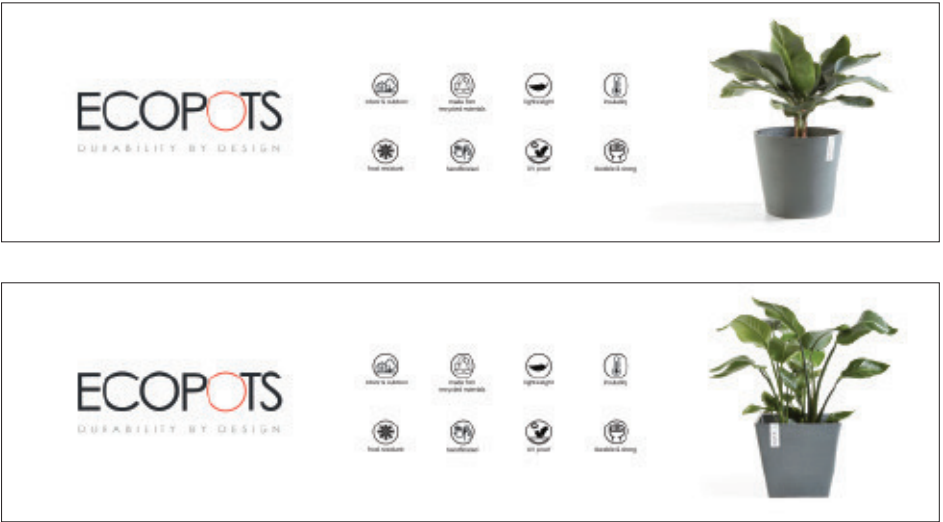 ECOPOTS
DURABILITY BY DESIGN
indoor & outdoor
made from
recycled materials
lightweight
insulating
frost resistant
handfinished
UV proof
durable & strong
ECOPOTS
DURABILITY BY DESIGN
indoor & outdoor
made from
recycled materials
lightweight
insulating
frost resistant
handfinished
UV proof
durable & strong